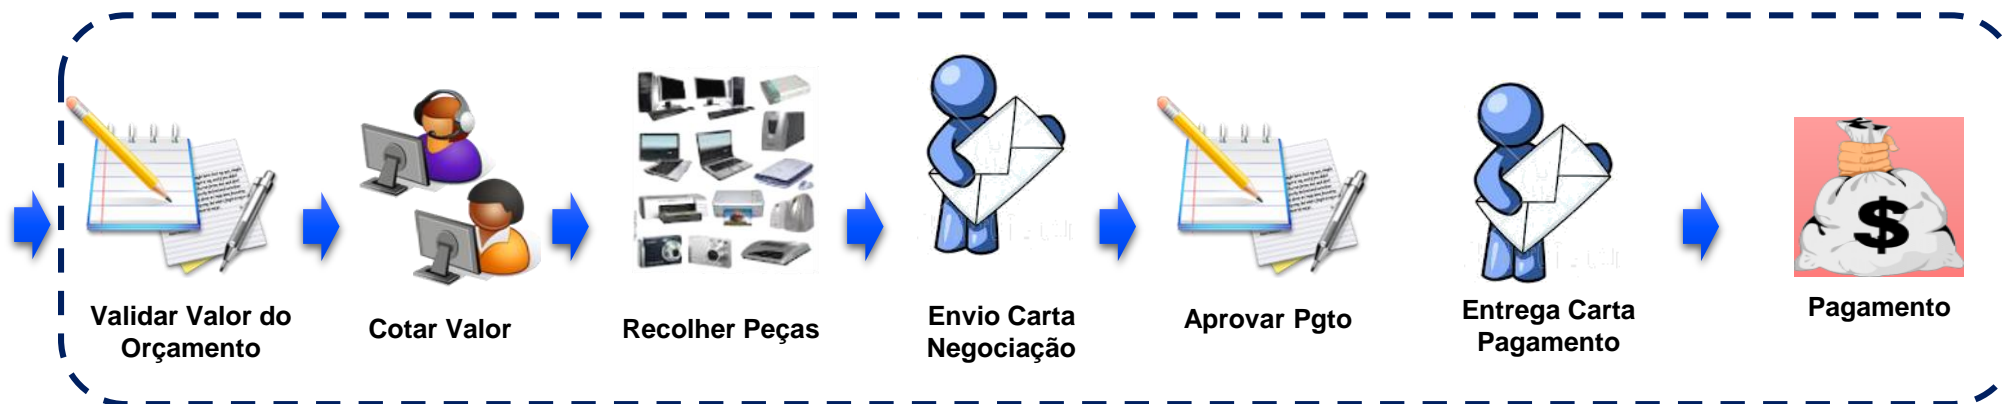 Validar Valor do
Orçamento
Cotar Valor
Recolher Peças
Envio Carta
Negociação
Aprovar Pgto
Entrega Carta
Pagamento
$
Pagamento